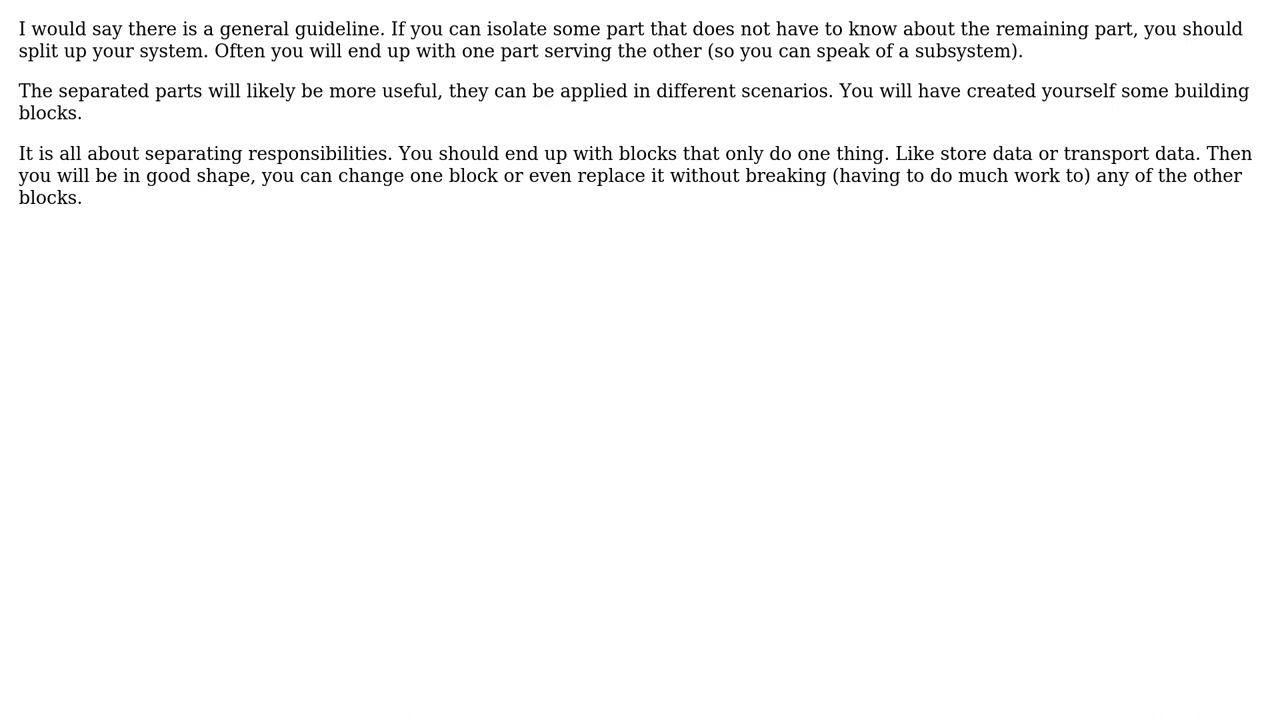 I would say there is a general guideline. If you can isolate some part that does not have to know about the remaining part, you should
split up your system. Often you will end up with one part serving the other (so you can speak of a subsystem).
The separated parts will likely be more useful, they can be applied in different scenarios. You will have created yourself some building
blocks.
It is all about separating responsibilities. You should end up with blocks that only do one thing. Like store data or transport data. Then
you will be in good shape, you can change one block or even replace it without breaking (having to do much work to) any of the other
blocks.